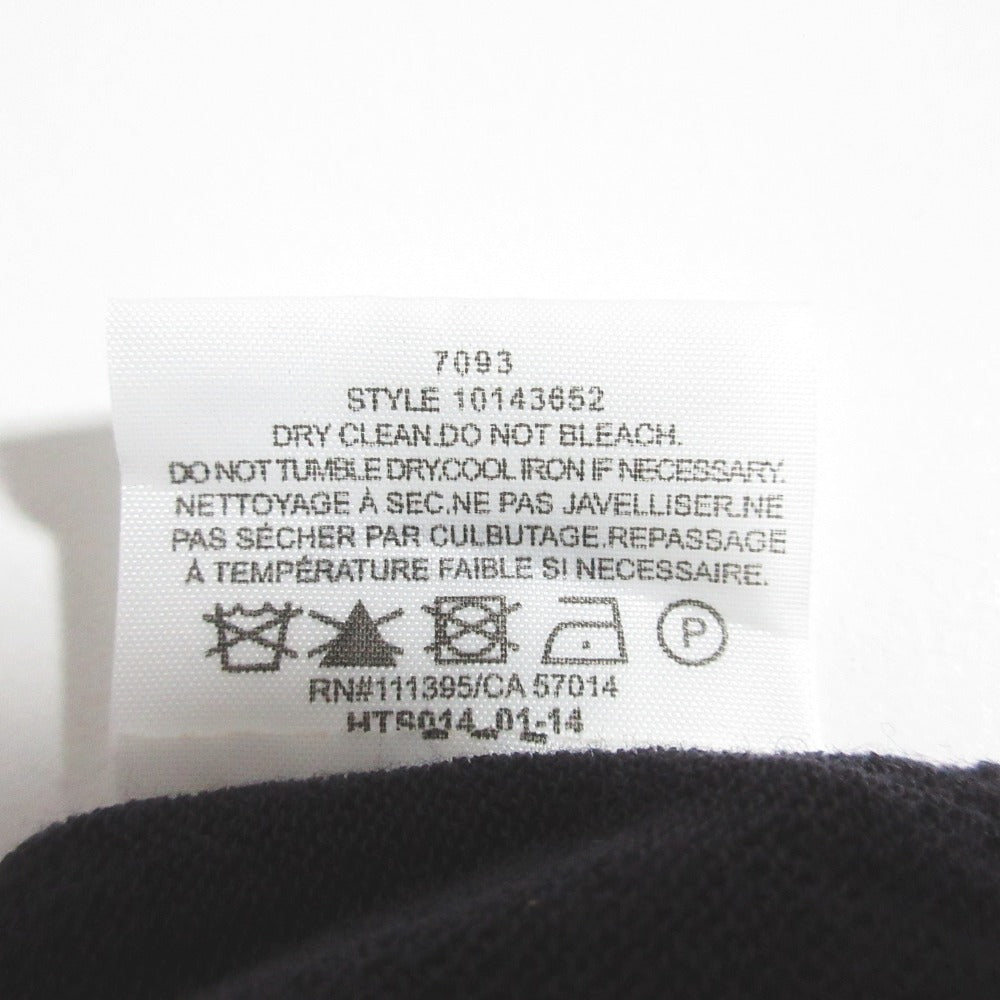 7093
STYLE 10143652
DRY CLEAN.DO NOT BLEACH.
DO NOT TUMBLE DRY.COOL IRON IF NECESSARY.
NETTOYAGE À SEC.NE PAS JAVELLISER.NE
PAS SÉCHER PAR CULBUTAGE.REPASSAGE
À TEMPÉRATURE FAIBLE SI NECESSAIRE.
P
RN#111395/CA 57014